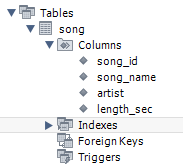 Tables
song
Columns
song_id
song_name
artist
length_sec
Indexes
Foreign Keys
Triggers